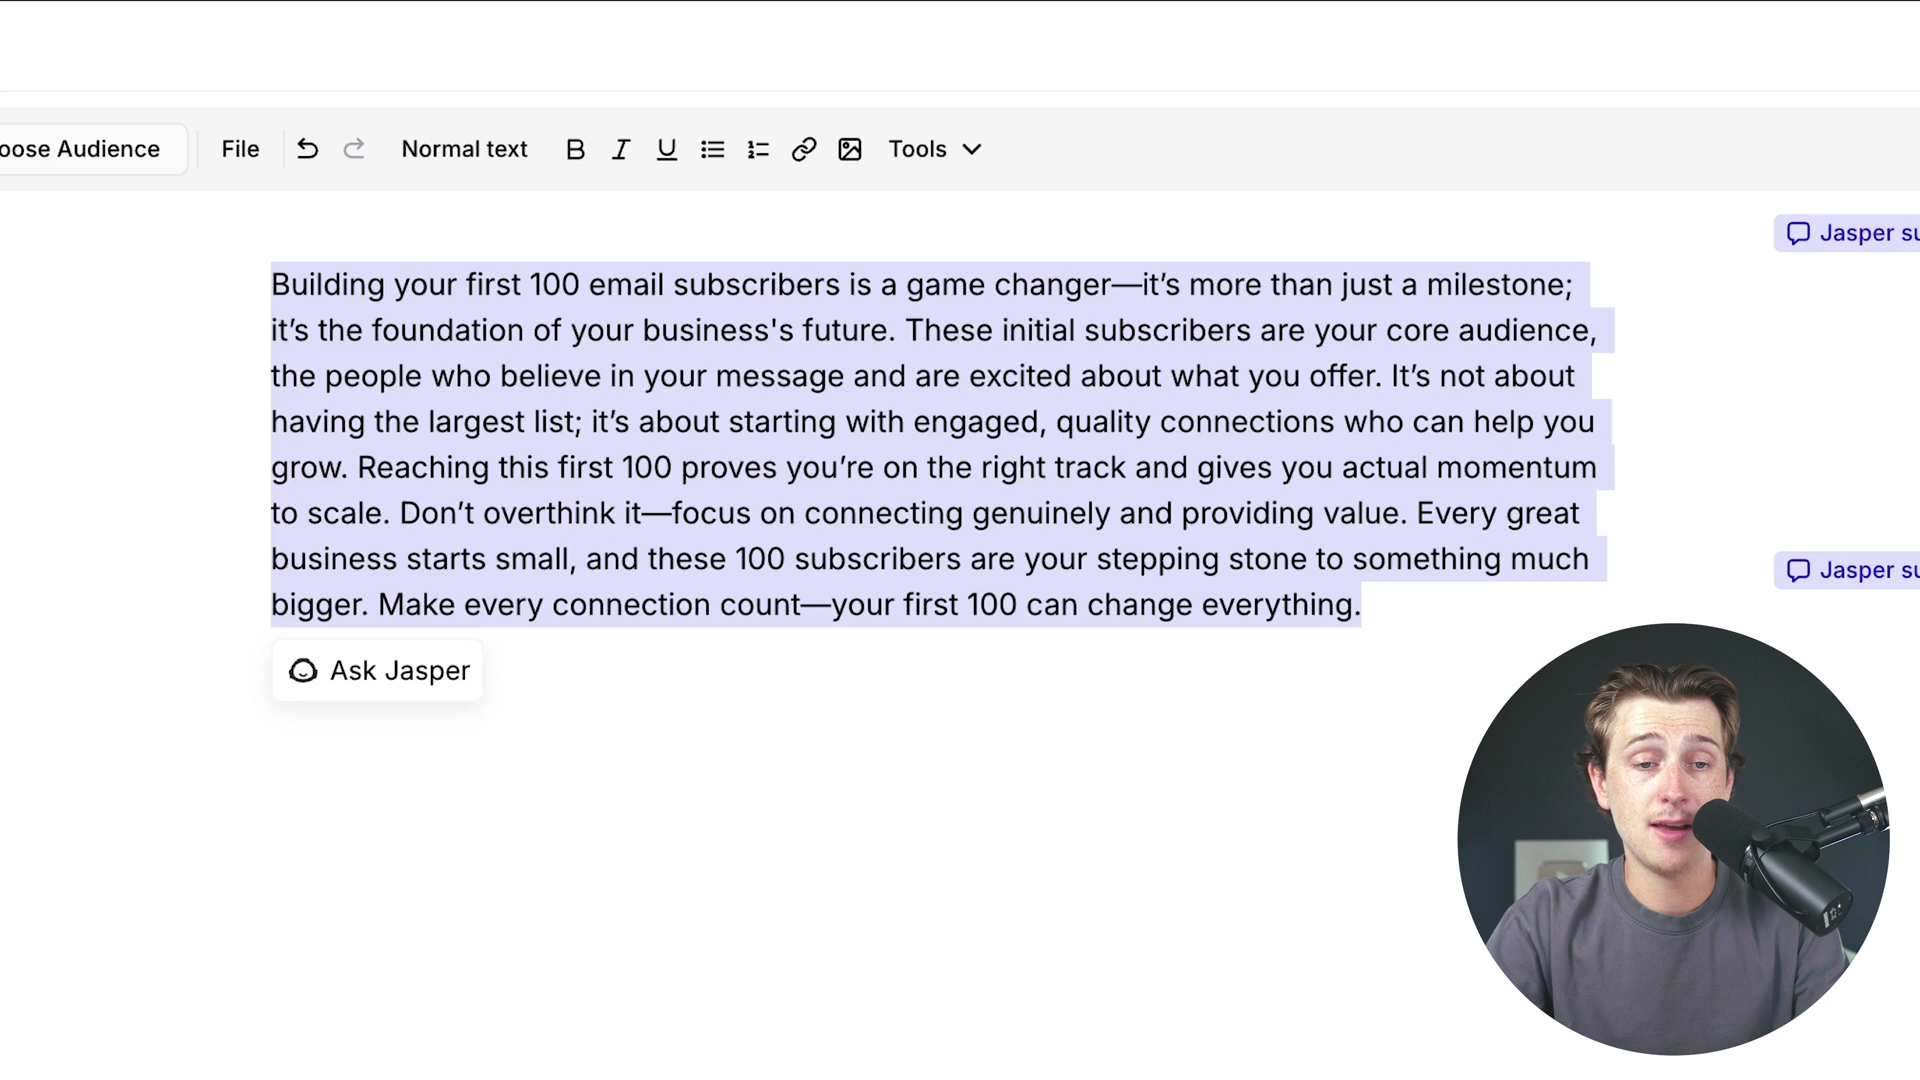 oose Audience File Normal text B I U Tools
Jasper su
Building your first 100 email subscribers is a game changer—it’s more than just a milestone;
it’s the foundation of your business's future. These initial subscribers are your core audience,
the people who believe in your message and are excited about what you offer. It’s not about
having the largest list; it’s about starting with engaged, quality connections who can help you
grow. Reaching this first 100 proves you’re on the right track and gives you actual momentum
to scale. Don’t overthink it—focus on connecting genuinely and providing value. Every great
business starts small, and these 100 subscribers are your stepping stone to something much
bigger. Make every connection count—your first 100 can change everything.
Jasper su
Ask Jasper